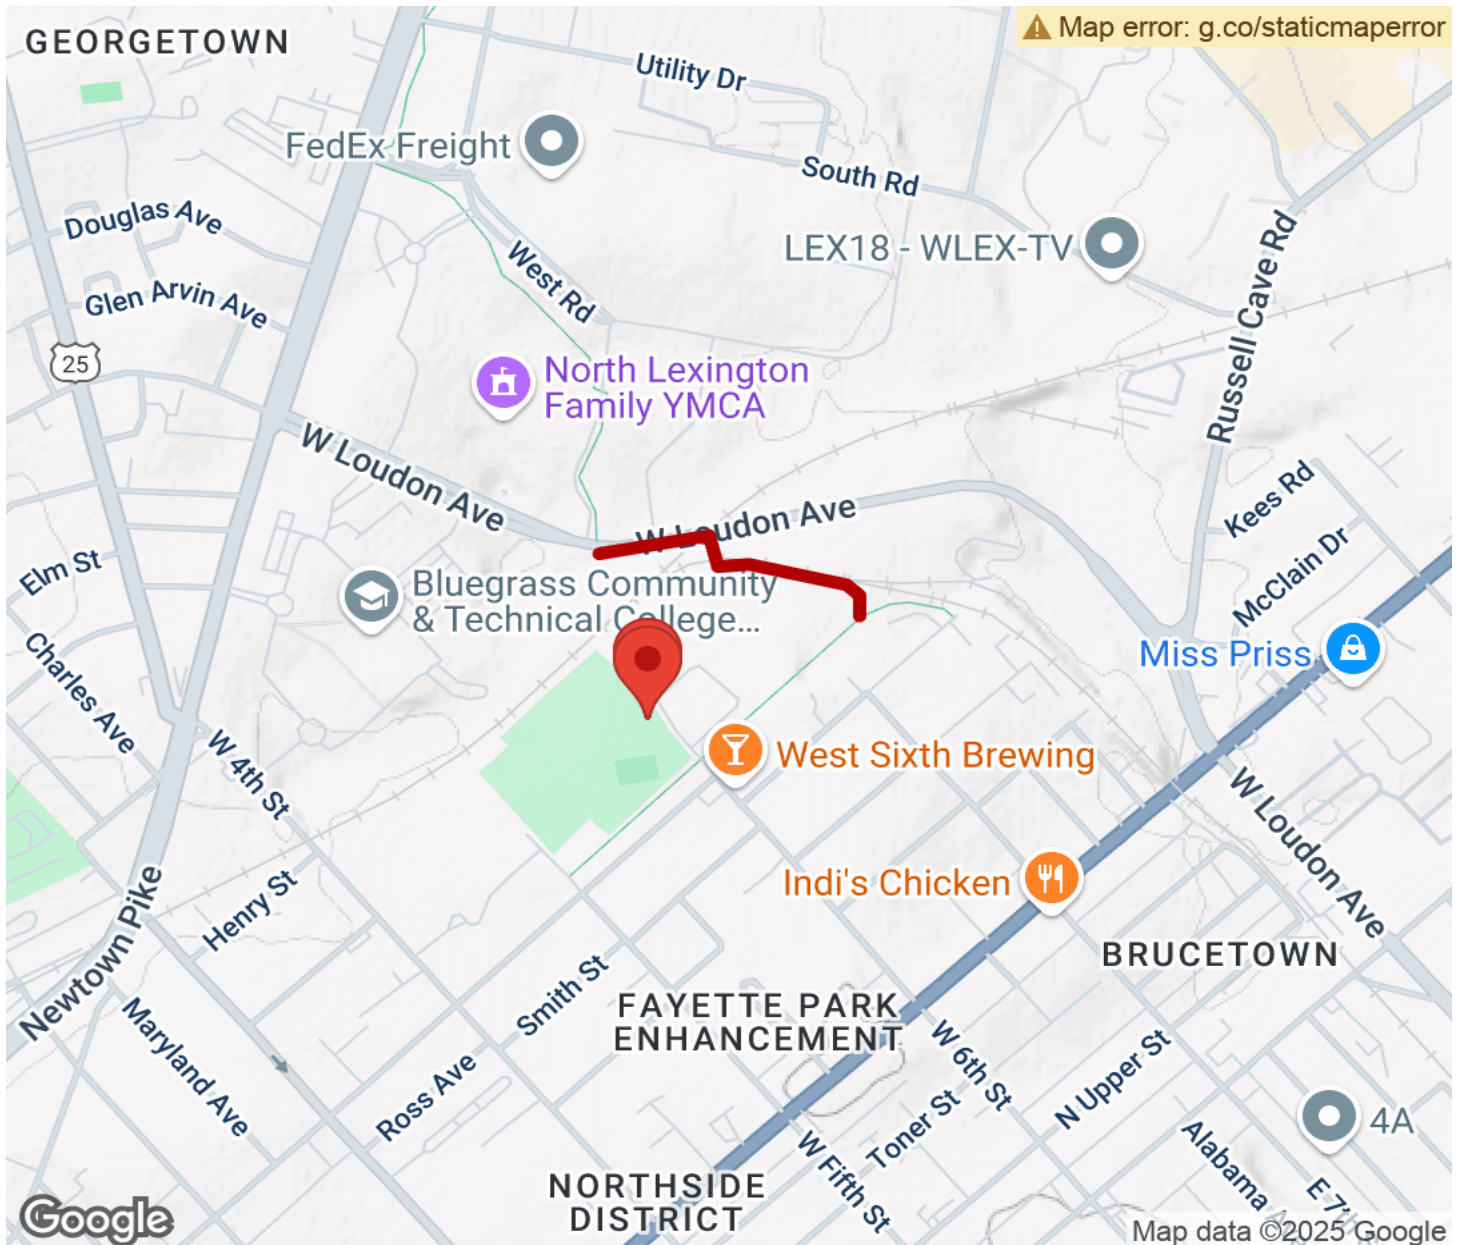 GEORGETOWN
Map error: g.co/staticmaperror
Utility Dr
FedEx Freight
South Rd
Douglas Ave
LEX18 - WLEX-TV
West Rd
Glen Arvin Ave
Russell Cave Rd
25
North Lexington
Family YMCA
W Loudon Ave
W Loudon Ave
Kees Rd
McClain Dr
Elm St
Bluegrass Community
& Technical College...
Miss Priss
Charles Ave
W 4th St
West Sixth Brewing
W Loudon Ave
Indi's Chicken
Henry St
Newtown Pike
BRUCETOWN
Smith St
FAYETTE PARK
ENHANCEMENT
Maryland Ave
Ross Ave
W 6th St
N Upper St
Toner St
4A
W Fifth St
Alabama A
E 7
NORTHSIDE
DISTRICT
Google
Map data ©2025 Google